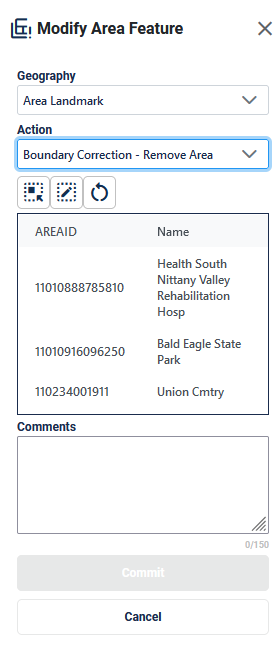 Modify Area Feature
Geography
Area Landmark
Action
Boundary Correction - Remove Area
AREAID Name
11010888785810 Health South
Nittany Valley
Rehabilitation
Hosp
11010916096250 Bald Eagle State
Park
110234001911 Union Cmtry
Comments
0/150
Commit
Cancel